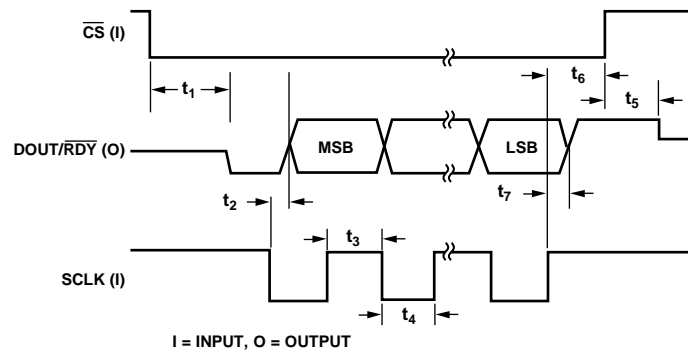 CS (I)
t6
t1
t5
DOUT/RDY (O)
MSB
LSB
t2
t7
t3
SCLK (I)
t4
I = INPUT, O = OUTPUT